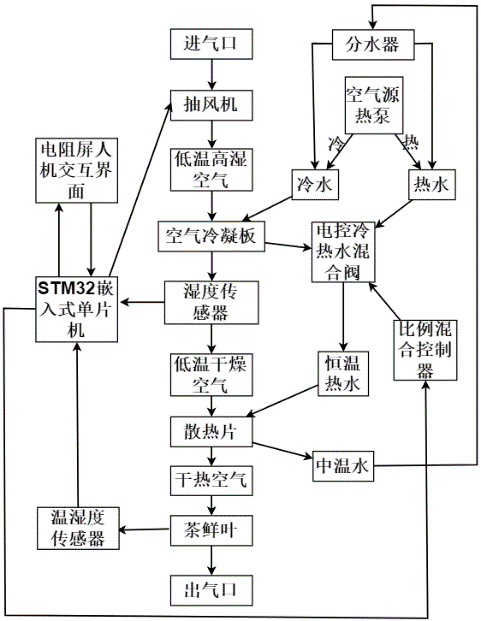 进气口
分水器
抽风机
空气源
热泵
冷
热
电阻屏人
机交互界
面
低温高湿
空气
冷水
热水
空气冷凝板
电控冷
热水混
合阀
STM32嵌
入式单片
机
湿度传
感器
比例混
合控制
器
低温干燥
空气
恒温
热水
散热片
中温水
干热空气
温湿度
传感器
茶鲜叶
出气口